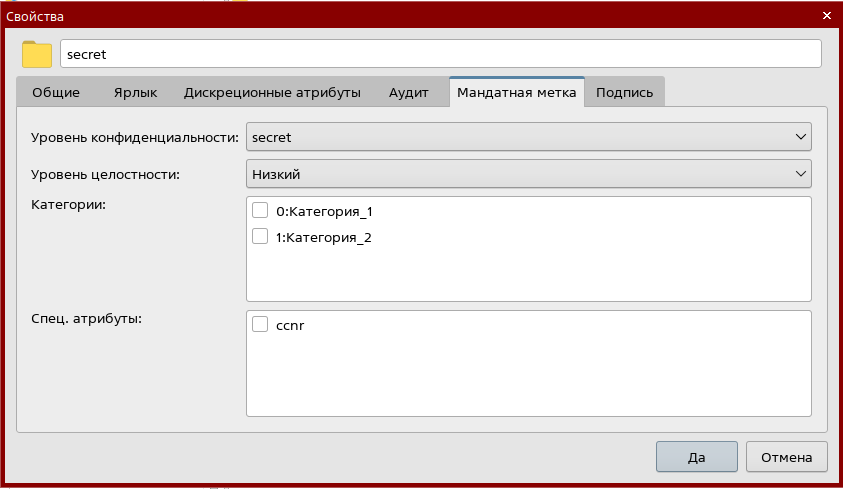 Свойства
secret
Общие Ярлык Дискреционные атрибуты Аудит Мандатная метка Подпись
Уровень конфиденциальности: secret
Уровень целостности: Низкий
Категории: 0:Категория_1
1:Категория_2
Спец. атрибуты: ccnr
Да Отмена